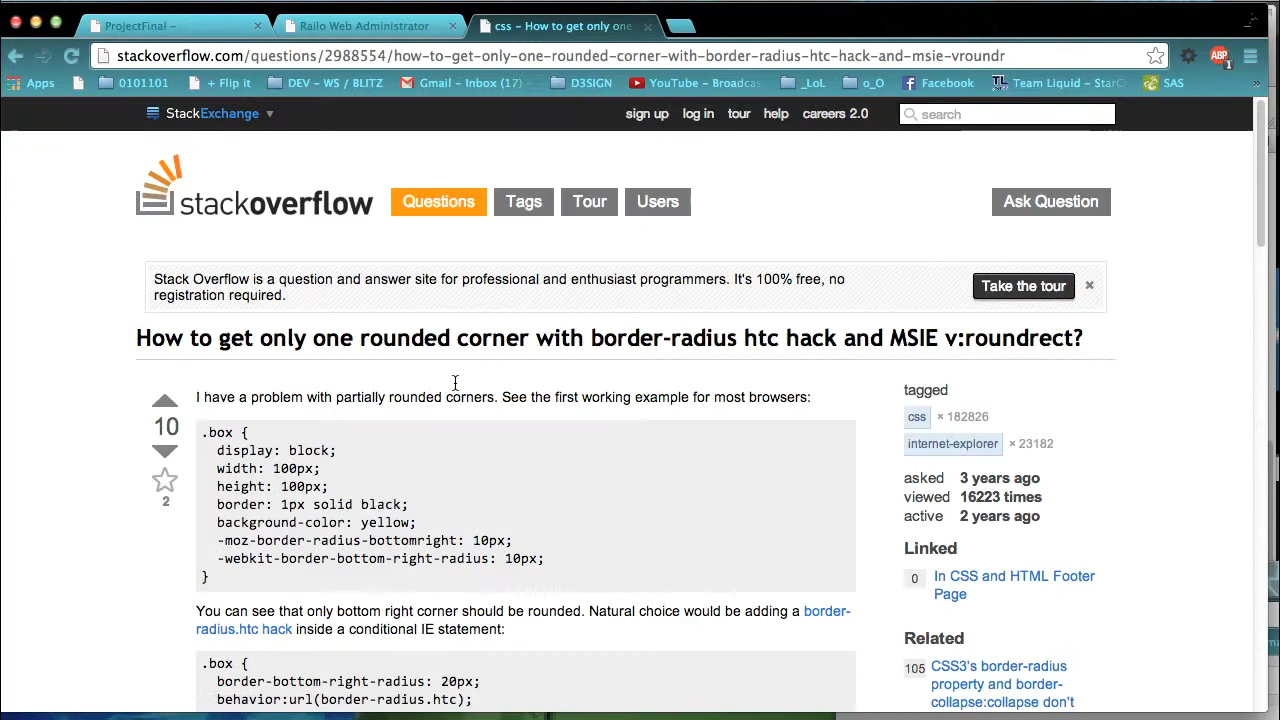 ProjectFinal –
Railo Web Administrator
css – How to get only one
stackoverflow.com/questions/2988554/how-to-get-only-one-rounded-corner-with-border-radius-htc-hack-and-msie-vroundr
ABP
1
Apps
0101101
+ Flip it
DEV - WS / BLITZ
Gmail - Inbox (17)
D3SIGN
YouTube - Broadcas
_LoL
o_O
Facebook
TL
Team Liquid - StarC
SAS
StackExchange
sign up log in tour help careers 2.0
search
stackoverflow
Questions
Tags
Tour
Users
Ask Question
Stack Overflow is a question and answer site for professional and enthusiast programmers. It's 100% free, no
registration required.
Take the tour
How to get only one rounded corner with border-radius htc hack and MSIE v:roundrect?
10
2
I have a problem with partially rounded corners. See the first working example for most browsers:
.box {
display: block;
width: 100px;
height: 100px;
border: 1px solid black;
background-color: yellow;
-moz-border-radius-bottomright: 10px;
-webkit-border-bottom-right-radius: 10px;
}
You can see that only bottom right corner should be rounded. Natural choice would be adding a border-
radius.htc hack inside a conditional IE statement:
.box {
border-bottom-right-radius: 20px;
behavior:url(border-radius.htc);
tagged
css × 182826
internet-explorer × 23182
asked 3 years ago
viewed 16223 times
active 2 years ago
Linked
0 In CSS and HTML Footer
Page
Related
105 CSS3's border-radius
property and border-
collapse:collapse don't